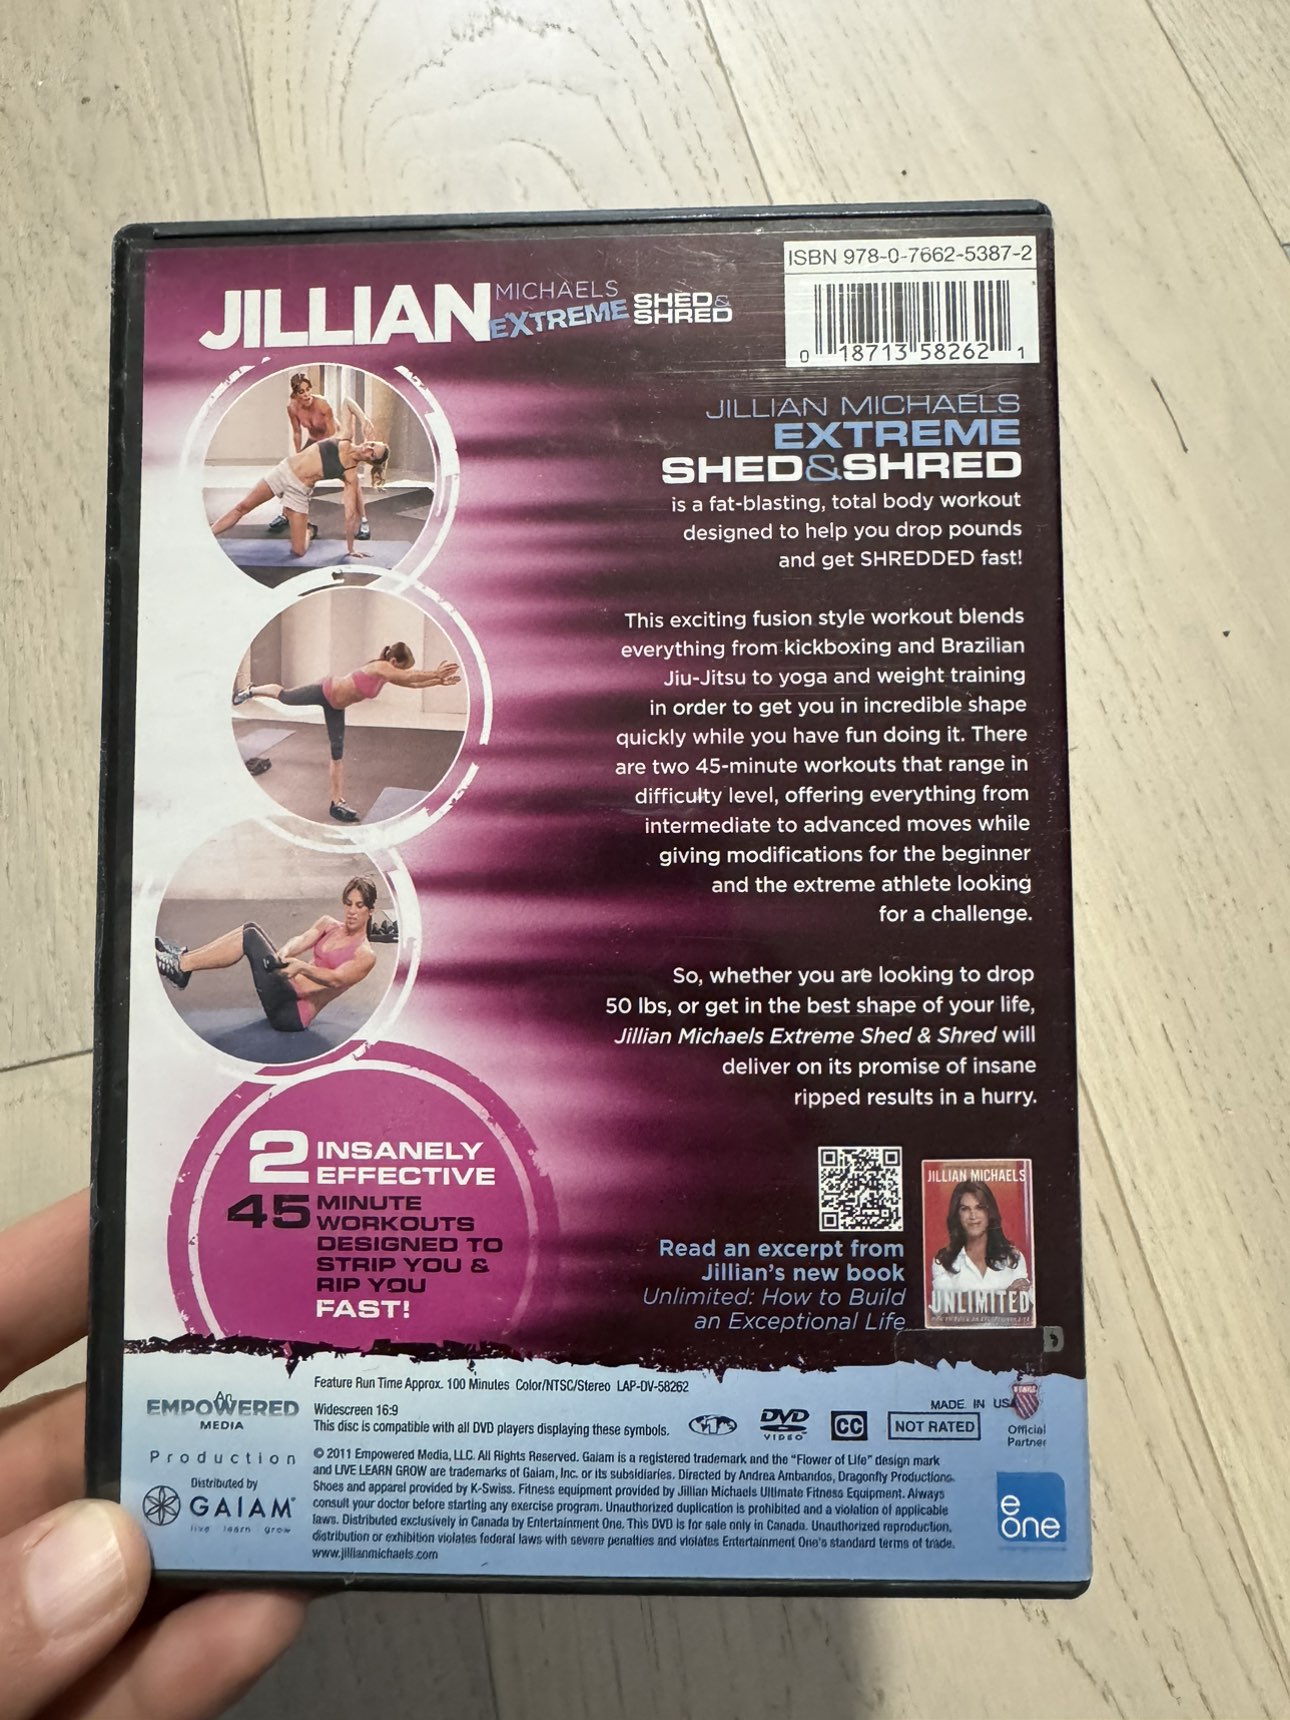 JILLIAN MICHAELS EXTREME SHED & SHRED
ISBN 978-0-7662-5387-2
0 18713 58262 1
JILLIAN MICHAELS
EXTREME
SHED&SHRED
is a fat-blasting, total body workout
designed to help you drop pounds
and get SHREDDED fast!
This exciting fusion style workout blends
everything from kickboxing and Brazilian
Jiu-Jitsu to yoga and weight training
in order to get you in incredible shape
quickly while you have fun doing it. There
are two 45-minute workouts that range in
difficulty level, offering everything from
intermediate to advanced moves while
giving modifications for the beginner
and the extreme athlete looking
for a challenge.
So, whether you are looking to drop
50 lbs, or get in the best shape of your life,
Jillian Michaels Extreme Shed & Shred will
deliver on its promise of insane
ripped results in a hurry.
2 INSANELY
EFFECTIVE
45 MINUTE
WORKOUTS
DESIGNED TO
STRIP YOU &
RIP YOU
FAST!
Read an excerpt from
Jillian's new book
Unlimited: How to Build
an Exceptional Life
JILLIAN MICHAELS
UNLIMITED
An
EMPOWERED
MEDIA
Production
Distributed by
GAIAM
live learn grow
Feature Run Time Approx. 100 Minutes Color/NTSC/Stereo LAP-DV-58262
Widescreen 16:9
This disc is compatible with all DVD players displaying these symbols.
1
DVD
VIDEO
CC
NOT RATED
MADE IN USA
Official
Partner
© 2011 Empowered Media, LLC. All Rights Reserved. Gaiam is a registered trademark and the "Flower of Life" design mark
and LIVE LEARN GROW are trademarks of Gaiam, Inc. or its subsidiaries. Directed by Andrea Ambandos, Dragonfly Productions.
Shoes and apparel provided by K-Swiss. Fitness equipment provided by Jillian Michaels Ultimate Fitness Equipment. Always
consult your doctor before starting any exercise program. Unauthorized duplication is prohibited and a violation of applicable
laws. Distributed exclusively in Canada by Entertainment One. This DVD is for sale only in Canada. Unauthorized reproduction,
distribution or exhibition violates federal laws with severe penalties and violates Entertainment One's standard terms of trade.
www.jillianmichaels.com
e
one